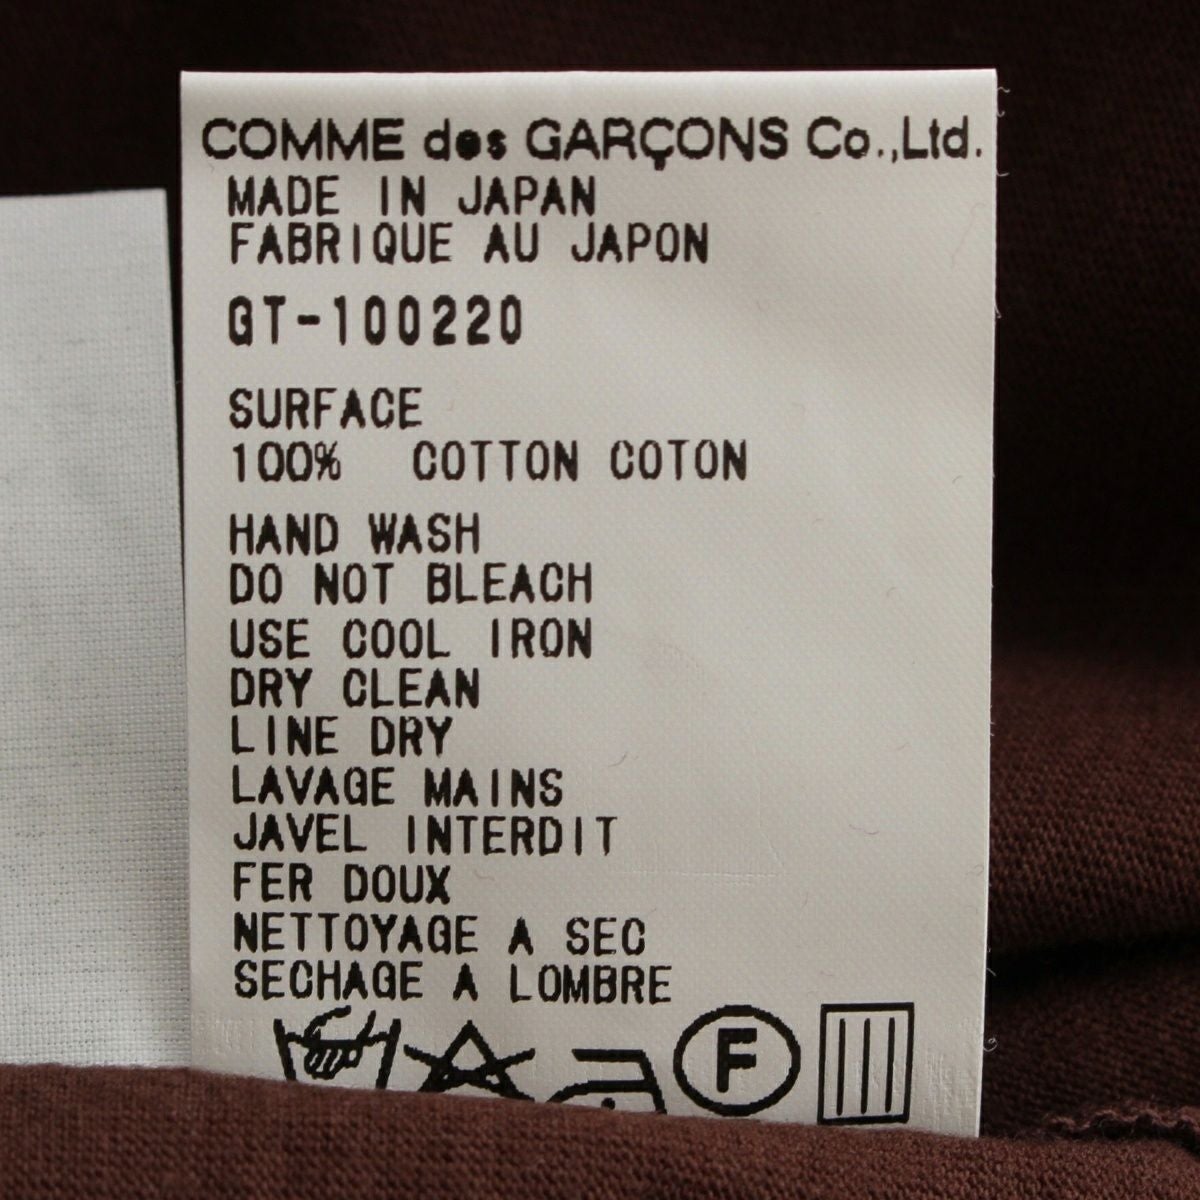 COMME des GARÇONS Co.,Ltd.
MADE IN JAPAN
FABRIQUE AU JAPON
GT-100220
SURFACE
100% COTTON COTON
HAND WASH
DO NOT BLEACH
USE COOL IRON
DRY CLEAN
LINE DRY
LAVAGE MAINS
JAVEL INTERDIT
FER DOUX
NETTOYAGE A SEC
SECHAGE A LOMBRE
F